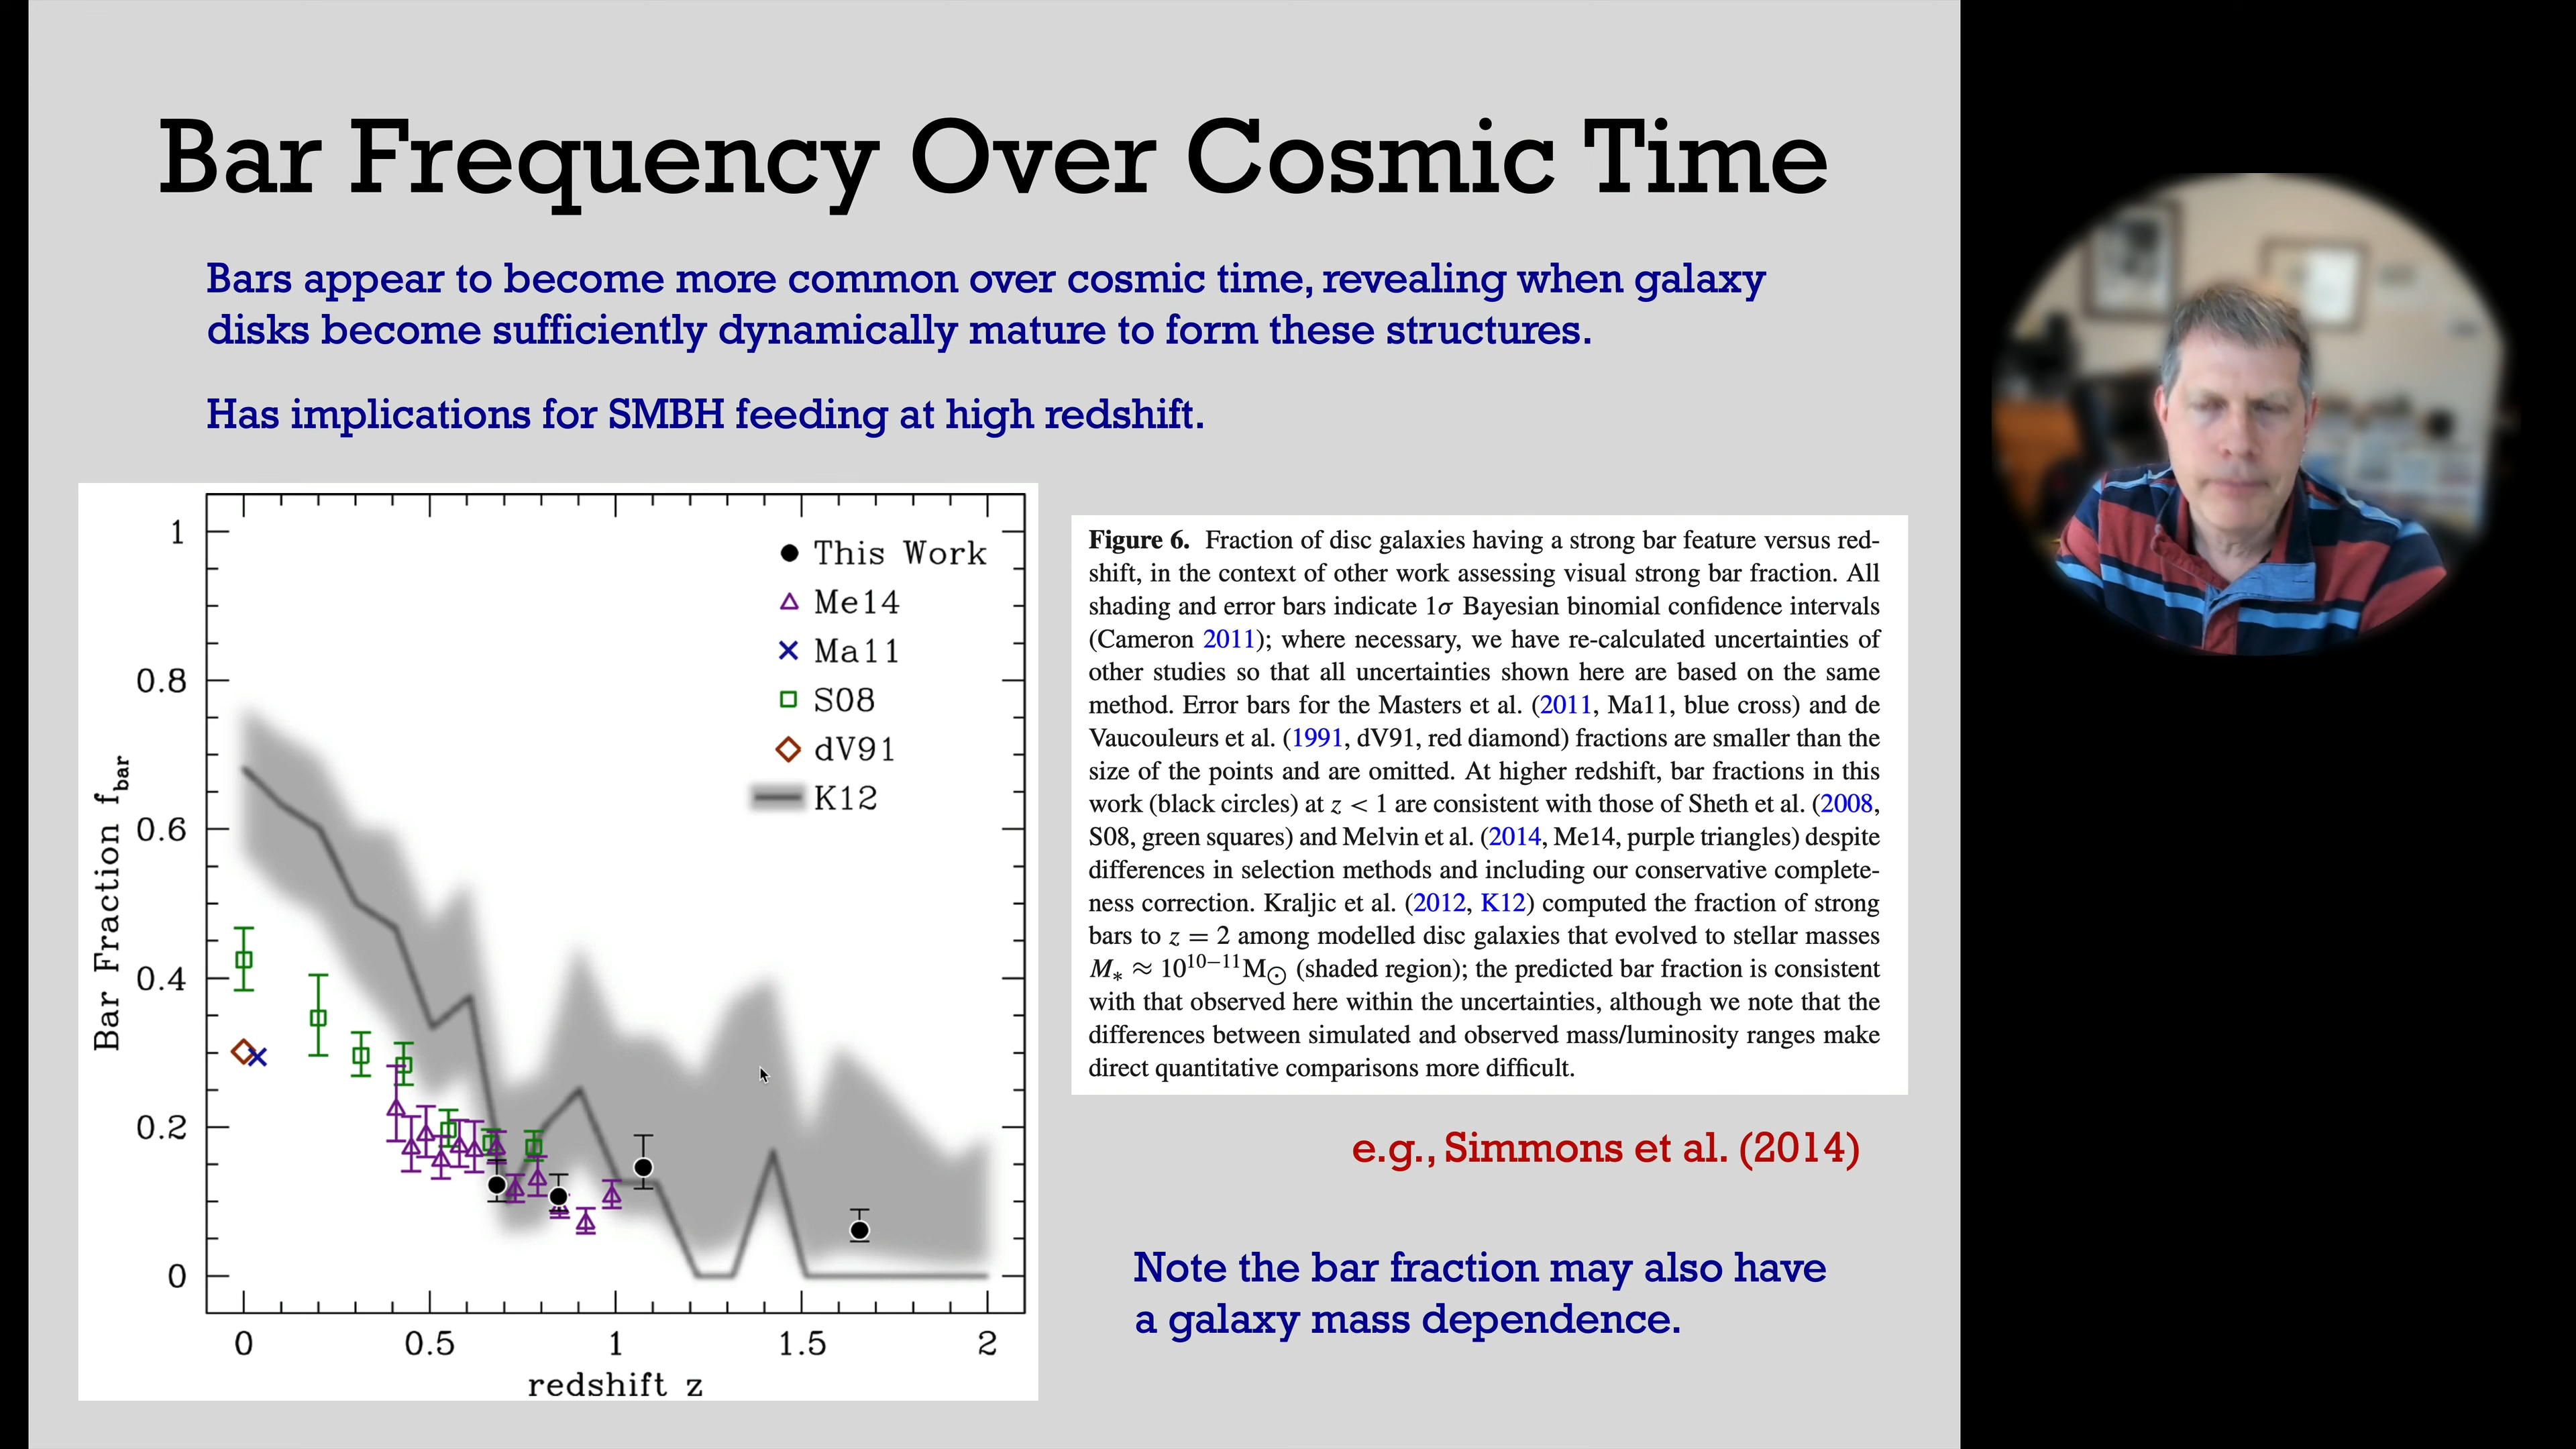 Bar Frequency Over Cosmic Time
Bars appear to become more common over cosmic time, revealing when galaxy
disks become sufficiently dynamically mature to form these structures.
Has implications for SMBH feeding at high redshift.
1
0.8
0.6
0.4
0.2
0
Bar Fraction f_bar
This Work
Me14
Ma11
S08
dV91
K12
0 0.5 1 1.5 2
redshift z
Figure 6. Fraction of disc galaxies having a strong bar feature versus red-
shift, in the context of other work assessing visual strong bar fraction. All
shading and error bars indicate 1σ Bayesian binomial confidence intervals
(Cameron 2011); where necessary, we have re-calculated uncertainties of
other studies so that all uncertainties shown here are based on the same
method. Error bars for the Masters et al. (2011, Ma11, blue cross) and de
Vaucouleurs et al. (1991, dV91, red diamond) fractions are smaller than the
size of the points and are omitted. At higher redshift, bar fractions in this
work (black circles) at z < 1 are consistent with those of Sheth et al. (2008,
S08, green squares) and Melvin et al. (2014, Me14, purple triangles) despite
differences in selection methods and including our conservative complete-
ness correction. Kraljic et al. (2012, K12) computed the fraction of strong
bars to z = 2 among modelled disc galaxies that evolved to stellar masses
M∗ ≈ 10^10−11 M⊙ (shaded region); the predicted bar fraction is consistent
with that observed here within the uncertainties, although we note that the
differences between simulated and observed mass/luminosity ranges make
direct quantitative comparisons more difficult.
e.g., Simmons et al. (2014)
Note the bar fraction may also have
a galaxy mass dependence.